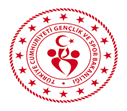 TÜRKİYE CUMHURİYETİ GENÇLİK VE SPOR BAKANLIĞI